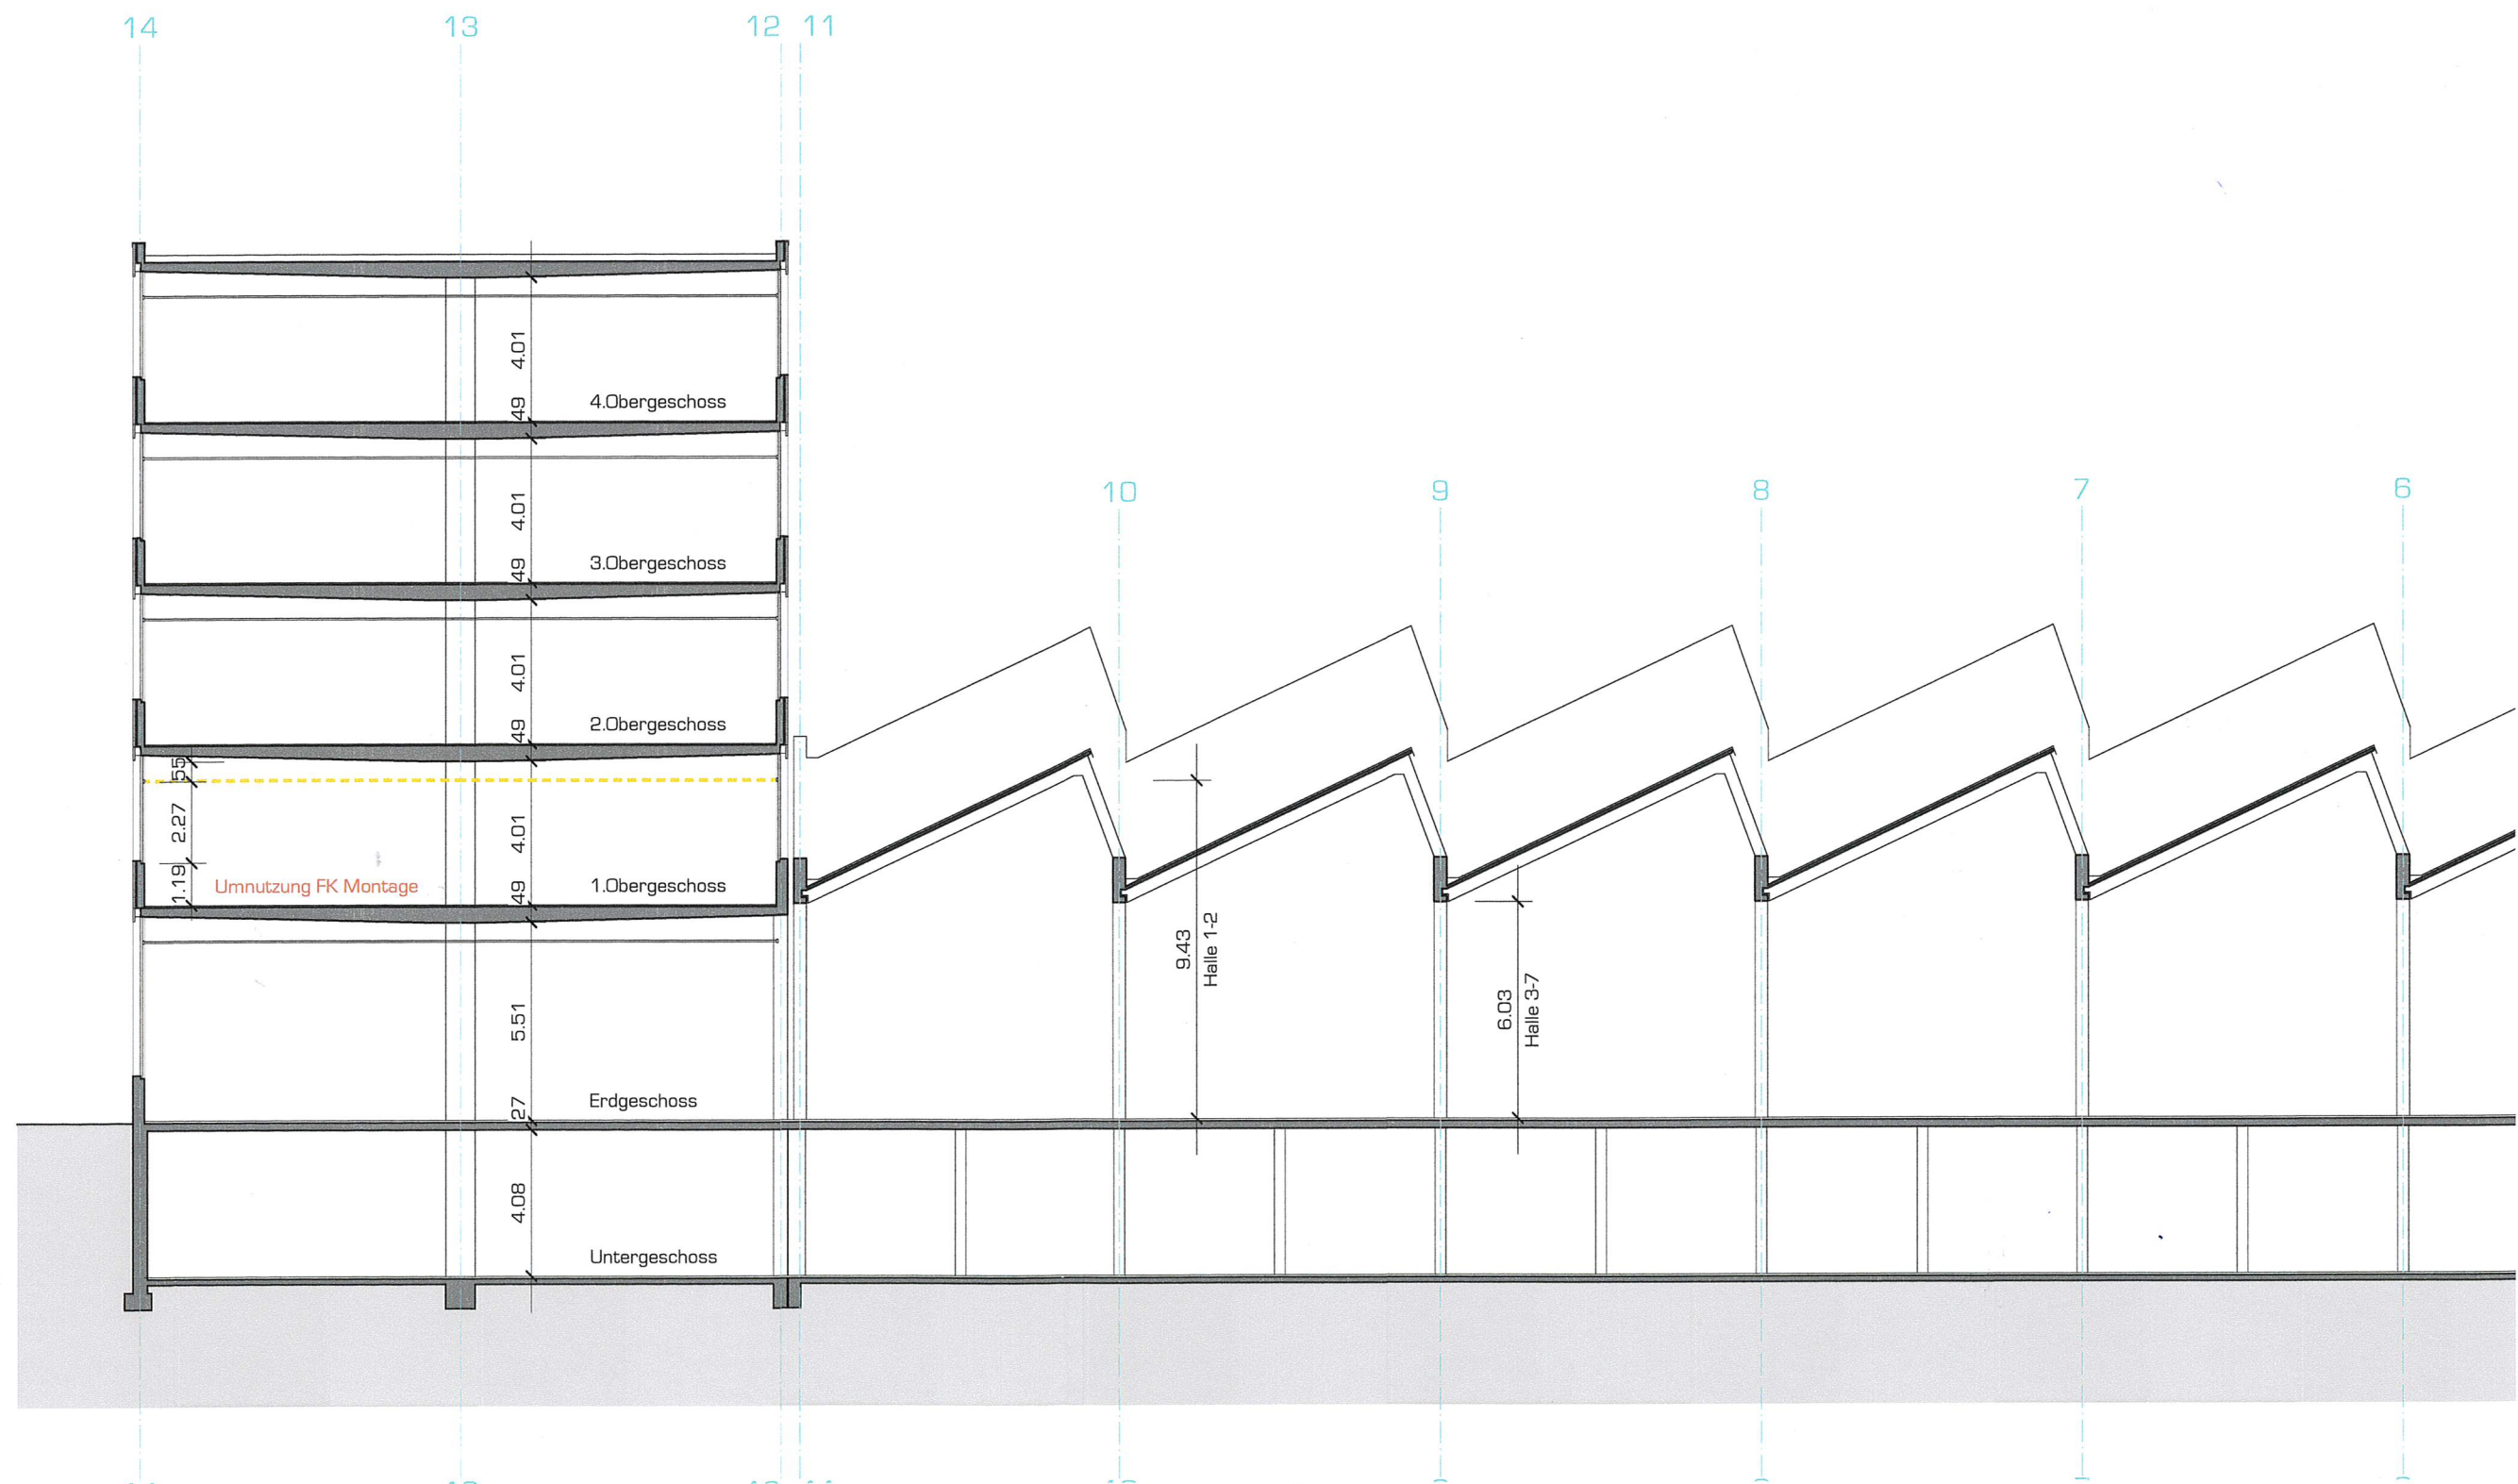 14
13
12
11
4.01
49
4.Obergeschoss
10
9
8
7
6
4.01
49
3.Obergeschoss
4.01
49
2.Obergeschoss
55
2.27
4.01
1.19
Umnutzung FK Montage
49
1.Obergeschoss
9.43
Halle 1-2
6.03
Halle 3-7
5.51
27
Erdgeschoss
4.08
Untergeschoss